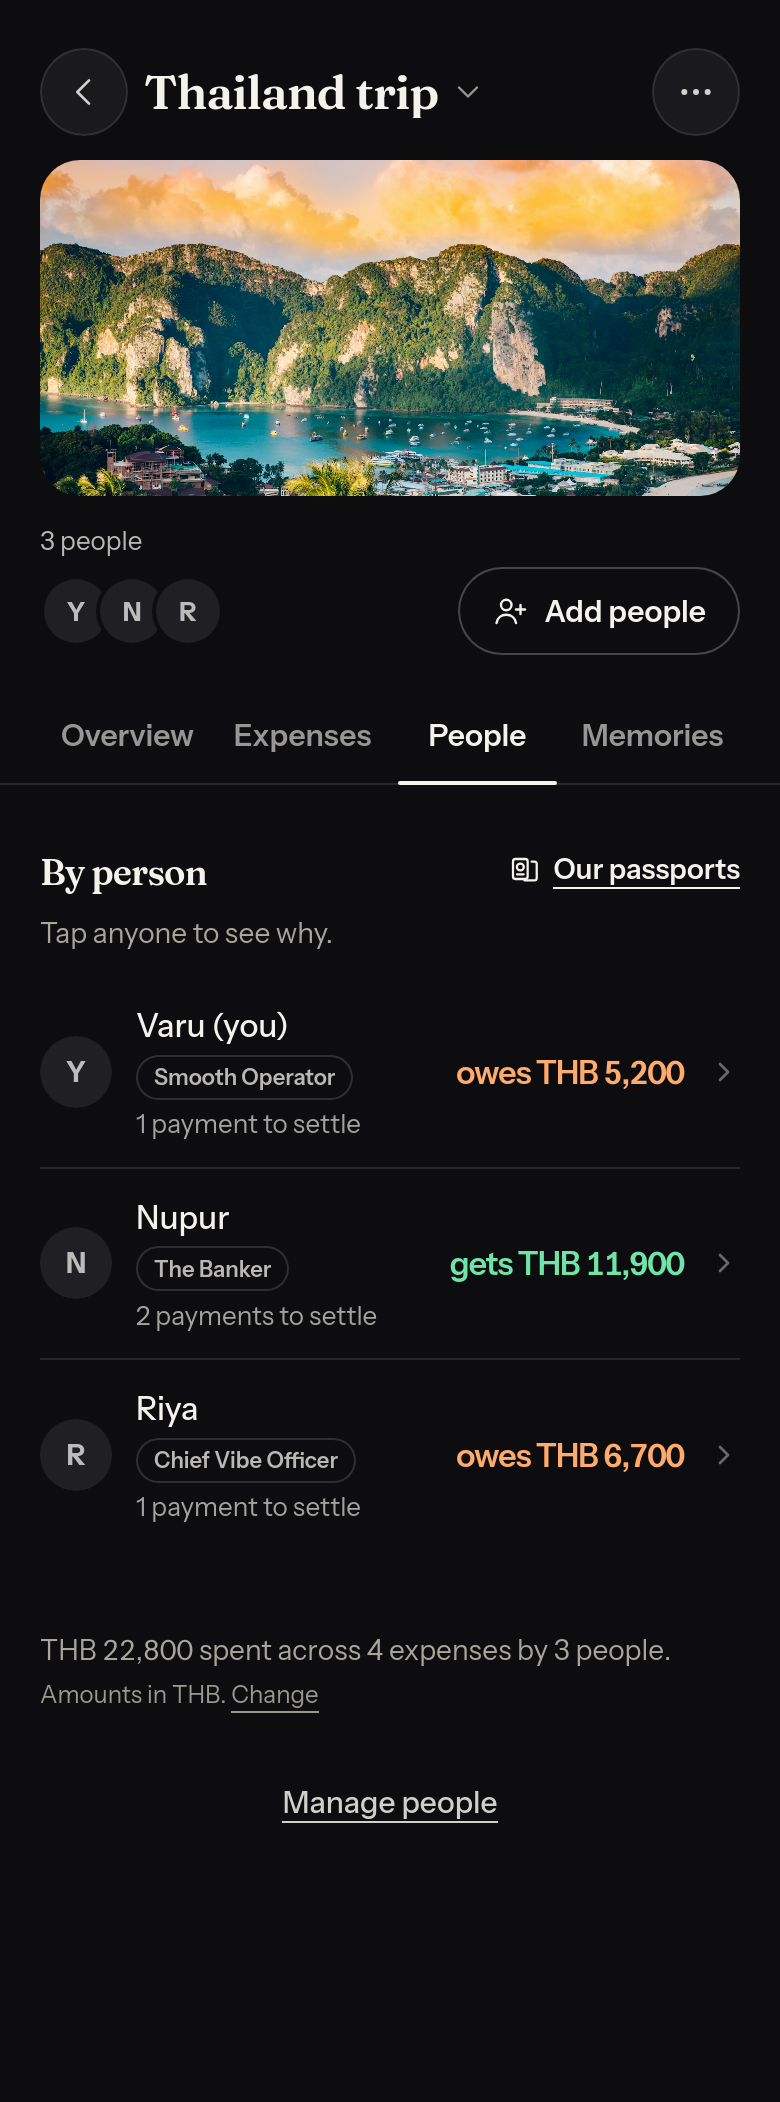 Thailand trip
3 people
Y N R
Add people
Overview Expenses People Memories
By person
Our passports
Tap anyone to see why.
Varu (you)
Y
Smooth Operator
owes THB 5,200
1 payment to settle
Nupur
N
The Banker
gets THB 11,900
2 payments to settle
Riya
R
Chief Vibe Officer
owes THB 6,700
1 payment to settle
THB 22,800 spent across 4 expenses by 3 people.
Amounts in THB. Change
Manage people